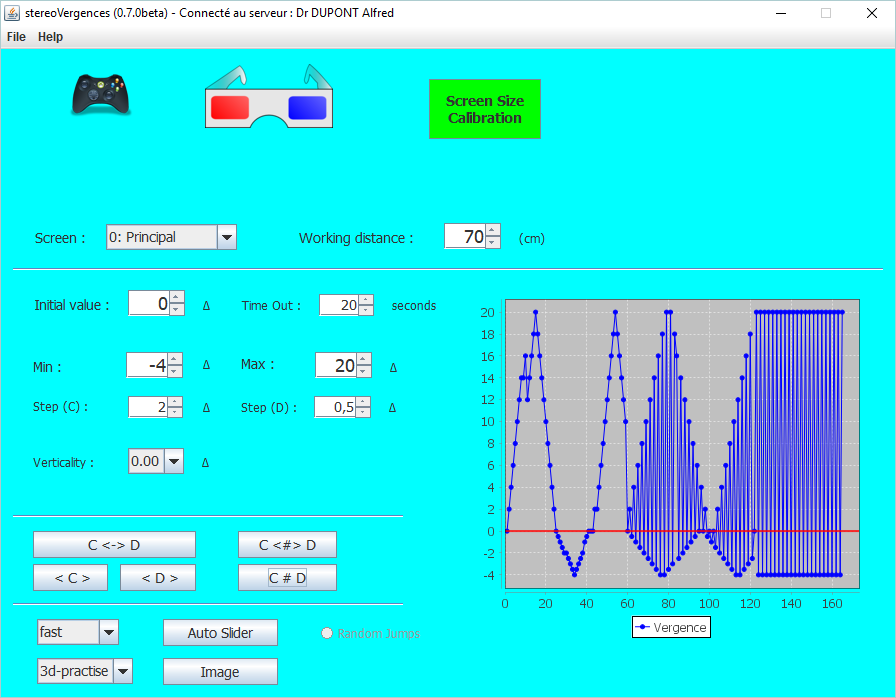 stereoVergences (0.7.0beta) - Connecté au serveur : Dr DUPONT Alfred
File Help
Screen Size
Calibration
Screen : 0: Principal Working distance : 70 (cm)
Initial value : 0 Δ Time Out : 20 seconds
Min : -4 Δ Max : 20 Δ
Step (C) : 2 Δ Step (D) : 0,5 Δ
Verticality : 0.00 Δ
C <-> D C <#> D
< C > < D > C # D
fast Auto Slider Random Jumps
3d-practise Image
20
18
16
14
12
10
8
6
4
2
0
-2
-4
0 20 40 60 80 100 120 140 160
Vergence